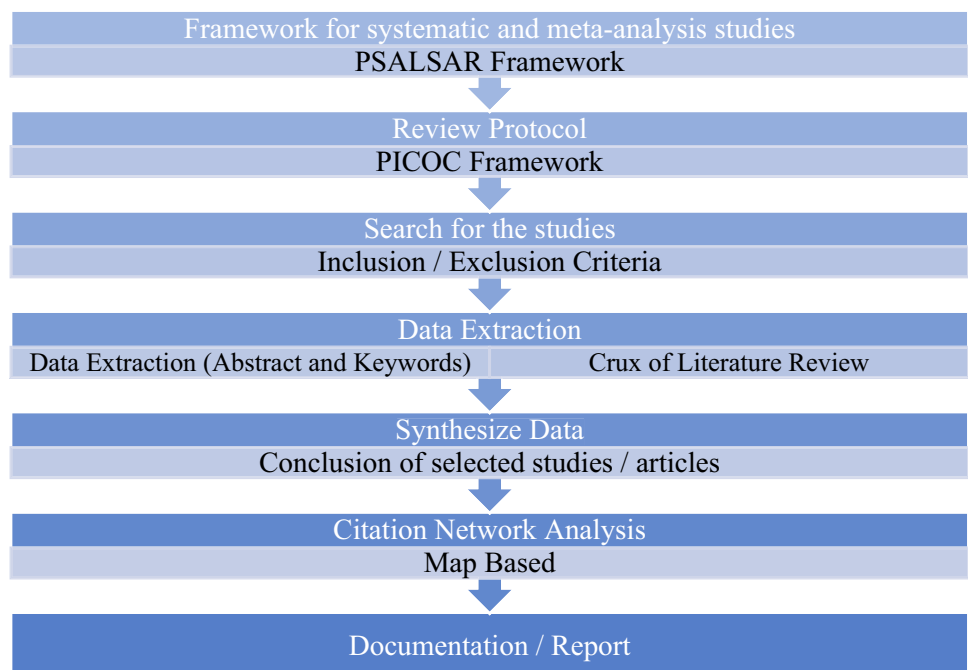 Framework for systematic and meta-analysis studies
PSALSAR Framework
Review Protocol
PICOC Framework
Search for the studies
Inclusion / Exclusion Criteria
Data Extraction
Data Extraction (Abstract and Keywords)
Crux of Literature Review
Synthesize Data
Conclusion of selected studies / articles
Citation Network Analysis
Map Based
Documentation / Report